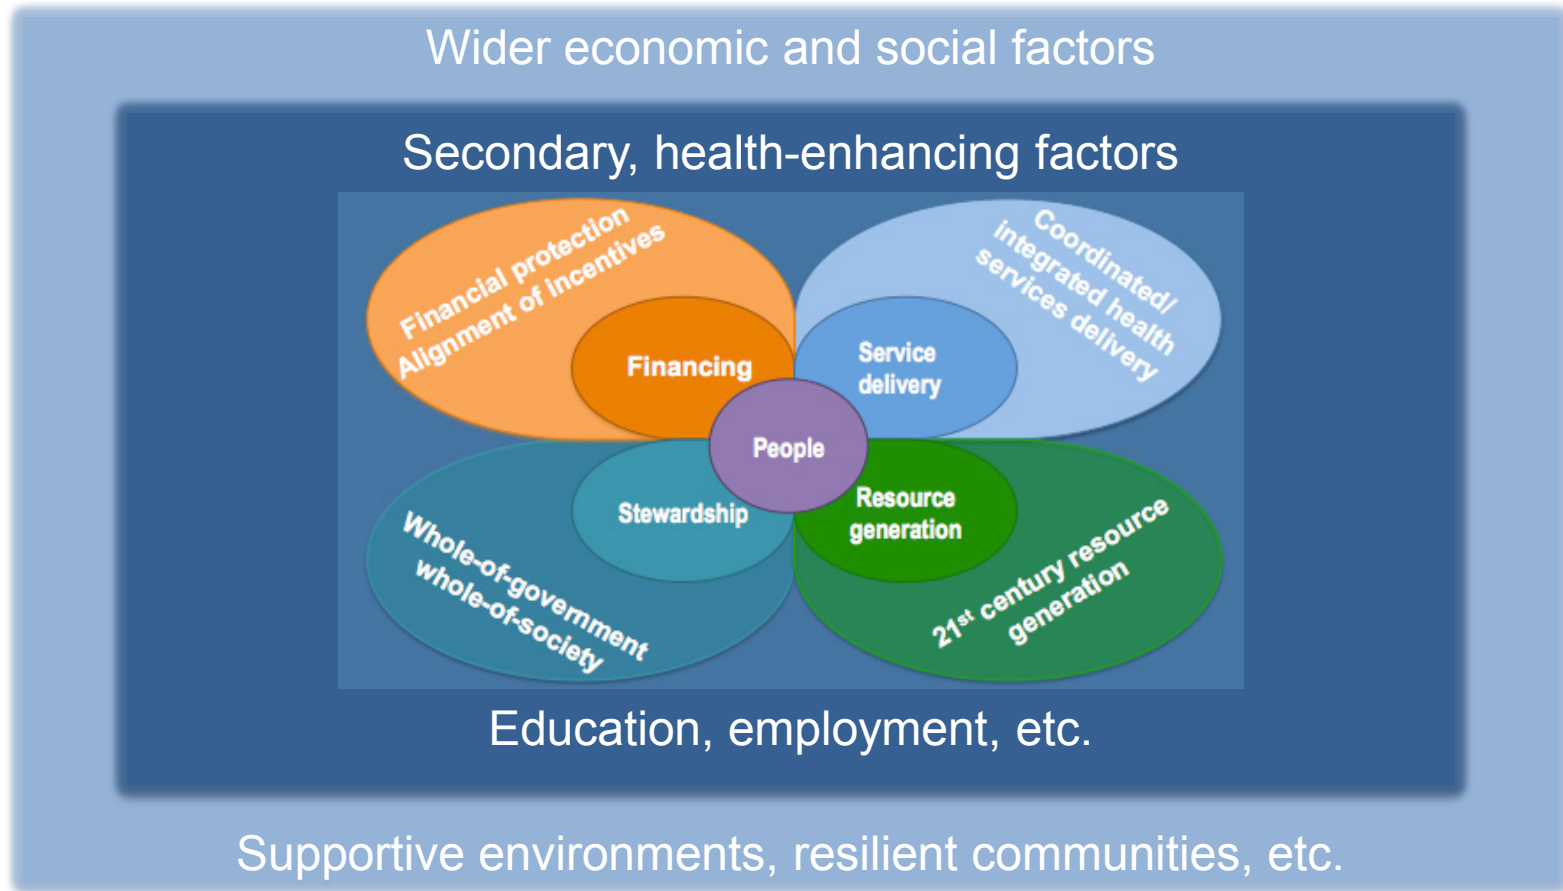 Wider economic and social factors
Secondary, health-enhancing factors
Financial protection
Alignment of incentives
Coordinated/
integrated health
services delivery
Financing
Service
delivery
People
Stewardship
Resource
generation
Whole-of-government
whole-of-society
21st century resource
generation
Education, employment, etc.
Supportive environments, resilient communities, etc.